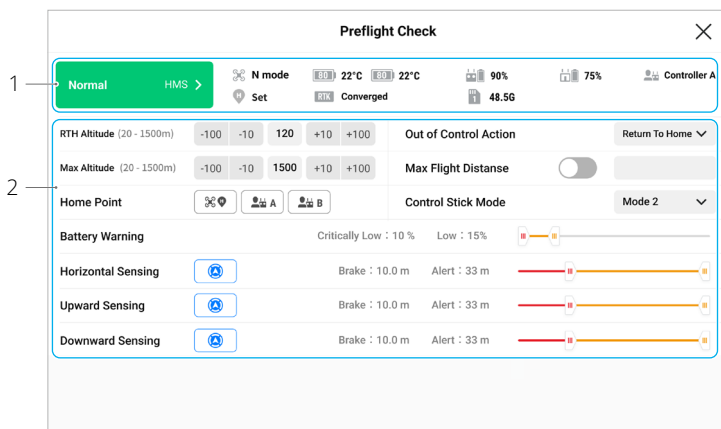 Preflight Check
1
Normal HMS N mode 80 22°C 80 22°C 90% 75% Controller A
H Set RTK Converged 1 48.5G
2
RTH Altitude (20 - 1500m) -100 -10 120 +10 +100 Out of Control Action Return To Home
Max Altitude (20 - 1500m) -100 -10 1500 +10 +100 Max Flight Distanse
Home Point H A B Control Stick Mode Mode 2
Battery Warning Critically Low : 10 % Low : 15%
Horizontal Sensing Brake : 10.0 m Alert : 33 m
Upward Sensing Brake : 10.0 m Alert : 33 m
Downward Sensing Brake : 10.0 m Alert : 33 m